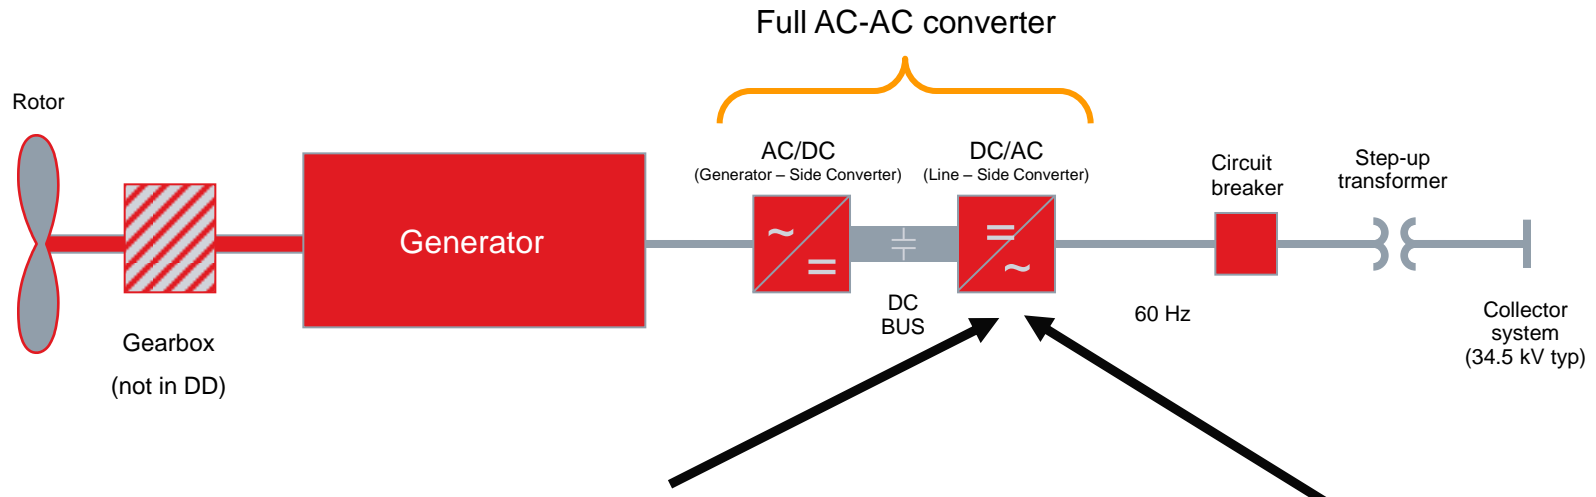 Full AC-AC converter
Rotor
AC/DC
(Generator – Side Converter)
DC/AC
(Line – Side Converter)
Circuit
breaker
Step-up
transformer
Generator
~
=
=
~
DC
BUS
60 Hz
Collector
system
(34.5 kV typ)
Gearbox
(not in DD)